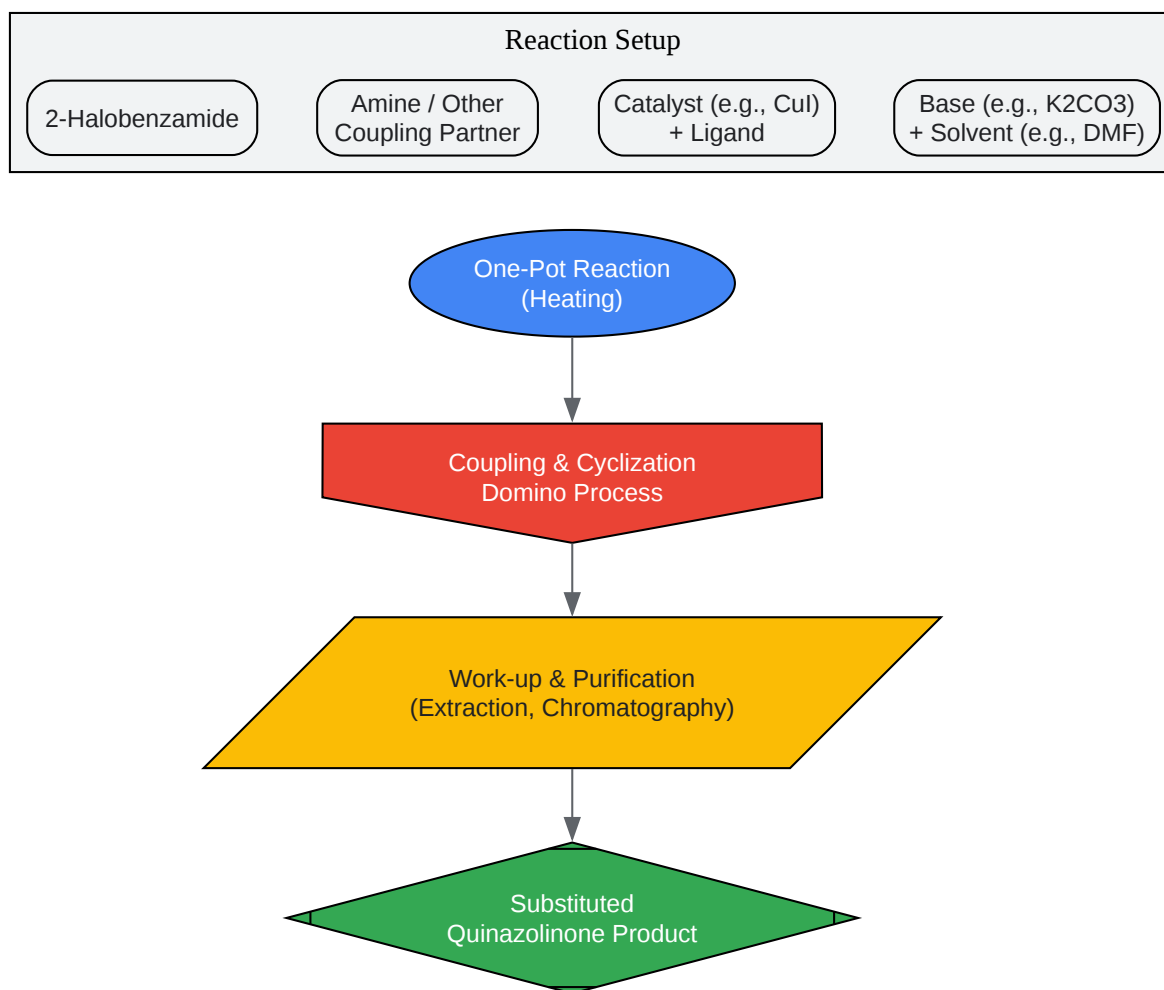 Reaction Setup
2-Halobenzamide
Amine / Other
Coupling Partner
Catalyst (e.g., CuI)
+ Ligand
Base (e.g., K2CO3)
+ Solvent (e.g., DMF)
One-Pot Reaction
(Heating)
Coupling & Cyclization
Domino Process
Work-up & Purification
(Extraction, Chromatography)
Substituted
Quinazolinone Product